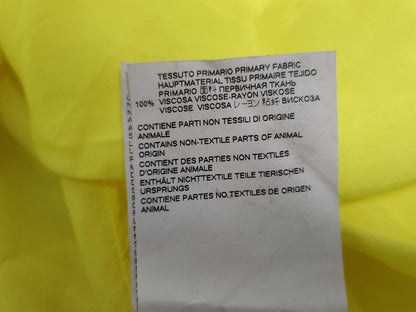 TESSUTO PRIMARIO PRIMARY FABRIC
HAUPTMATERIAL TISSU PRIMAIRE TEJIDO
PRIMARIO 面料 ПЕРВИЧНАЯ ТКАНЬ
100% VISCOSA VISCOSE-RAYON VISKOSE
VISCOSE VISCOSA レーヨン 粘纤 ВИСКОЗА
CONTIENE PARTI NON TESSILI DI ORIGINE
ANIMALE
CONTAINS NON-TEXTILE PARTS OF ANIMAL
ORIGIN
CONTIENT DES PARTIES NON TEXTILES
D'ORIGINE ANIMALE
ENTHÄLT NICHTTEXTILE TEILE TIERISCHEN
URSPRUNGS
CONTIENE PARTES NO.TEXTILES DE ORIGEN
ANIMAL